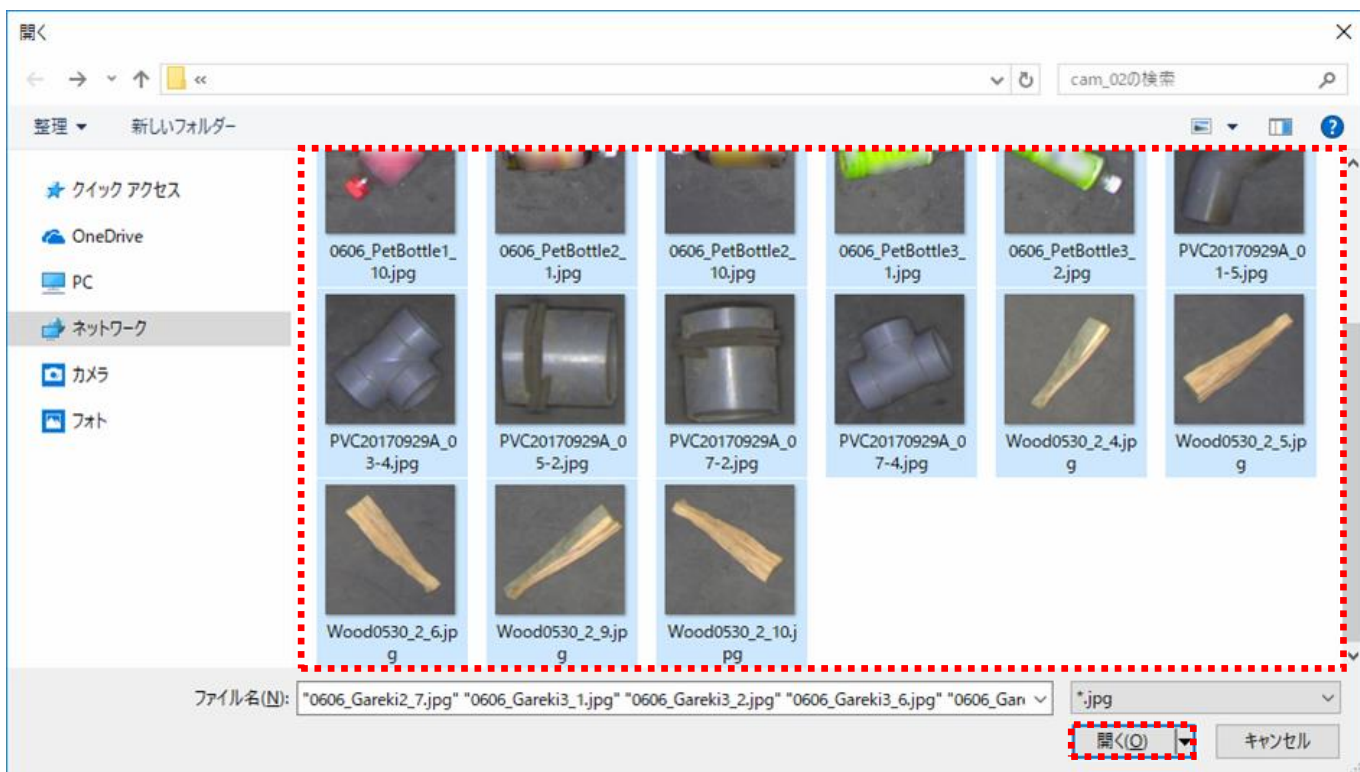 開く
«
cam_02の検索
整理
新しいフォルダー
クイック アクセス
OneDrive
PC
ネットワーク
カメラ
フォト
0606_PetBottle1_
10.jpg
0606_PetBottle2_
1.jpg
0606_PetBottle2_
10.jpg
0606_PetBottle3_
1.jpg
0606_PetBottle3_
2.jpg
PVC20170929A_0
1-5.jpg
PVC20170929A_0
3-4.jpg
PVC20170929A_0
5-2.jpg
PVC20170929A_0
7-2.jpg
PVC20170929A_0
7-4.jpg
Wood0530_2_4.jp
g
Wood0530_2_5.jp
g
Wood0530_2_6.jp
g
Wood0530_2_9.jp
g
Wood0530_2_10.j
pg
ファイル名(N): "0606_Gareki2_7.jpg" "0606_Gareki3_1.jpg" "0606_Gareki3_2.jpg" "0606_Gareki3_6.jpg" "0606_Gar
*.jpg
開く(O)
キャンセル